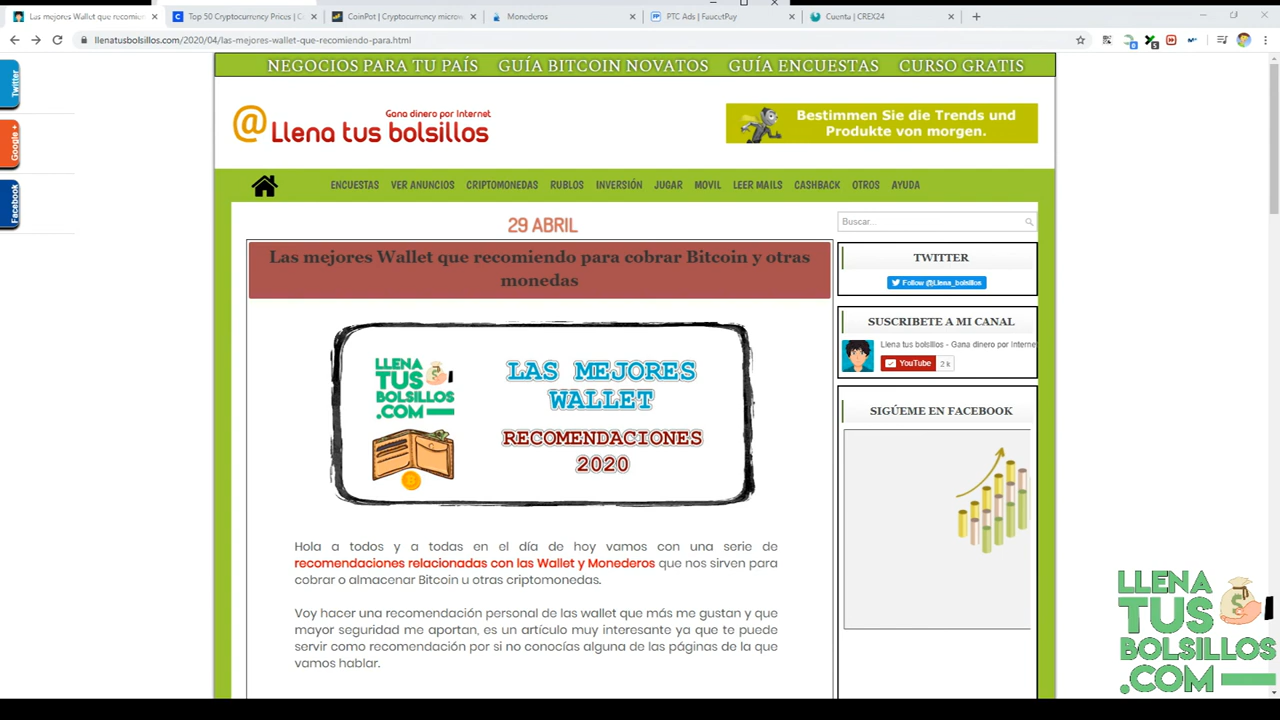 Las mejores Wallet que recomien
Top 50 Cryptocurrency Prices | C
CoinPot | Cryptocurrency microw
Monederos
PTC Ads | FaucetPay
Cuenta | CREX24
llenatusbolsillos.com/2020/04/las-mejores-wallet-que-recomiendo-para.html
Twitter
Google +
Facebook
NEGOCIOS PARA TU PAÍS GUÍA BITCOIN NOVATOS GUÍA ENCUESTAS CURSO GRATIS
Gana dinero por Internet
@Llena tus bolsillos
Bestimmen Sie die Trends und
Produkte von morgen.
ENCUESTAS VER ANUNCIOS CRIPTOMONEDAS RUBLOS INVERSIÓN JUGAR MOVIL LEER MAILS CASHBACK OTROS AYUDA
29 ABRIL
Las mejores Wallet que recomiendo para cobrar Bitcoin y otras
monedas
LLENA
TUS
BOLSILLOS
.COM
LAS MEJORES
WALLET
RECOMENDACIONES
2020
Hola a todos y a todas en el día de hoy vamos con una serie de
recomendaciones relacionadas con las Wallet y Monederos que nos sirven para
cobrar o almacenar Bitcoin u otras criptomonedas.
Voy hacer una recomendación personal de las wallet que más me gustan y que
mayor seguridad me aportan, es un artículo muy interesante ya que te puede
servir como recomendación por si no conocías alguna de las páginas de la que
vamos hablar.
Buscar...
TWITTER
Follow @Llena_bolsillos
SUSCRIBETE A MI CANAL
Llena tus bolsillos - Gana dinero por Interne
YouTube 2 k
SIGÚEME EN FACEBOOK
LLENA
TUS
BOLSILLOS
.COM